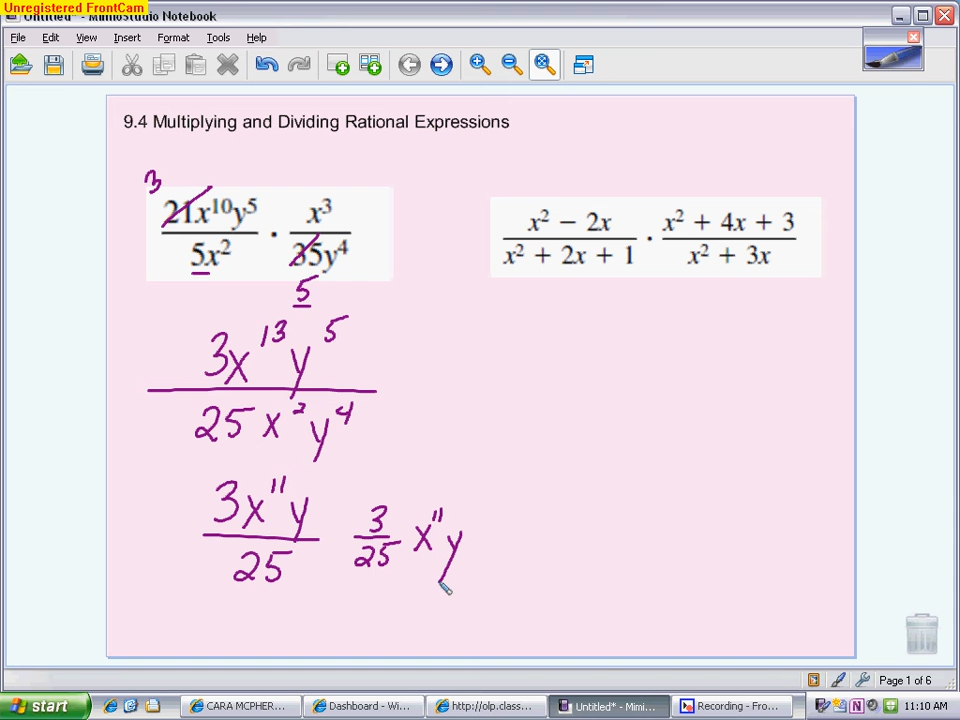 Unregistered FrontCam
Untitled* - MimioStudio Notebook
File Edit View Insert Format Tools Help
9.4 Multiplying and Dividing Rational Expressions
3
21x¹⁰y⁵ x³ x² − 2x x² + 4x + 3
· ·
5x² 35y⁴ x² + 2x + 1 x² + 3x
5
3x¹³y⁵
25x²y⁴
3x¹¹y 3 x¹¹y
25 25
Page 1 of 6
start CARA MCPHER... Dashboard - Wi... http://olp.class... Untitled* - Mimi... Recording - Fro... 11:10 AM